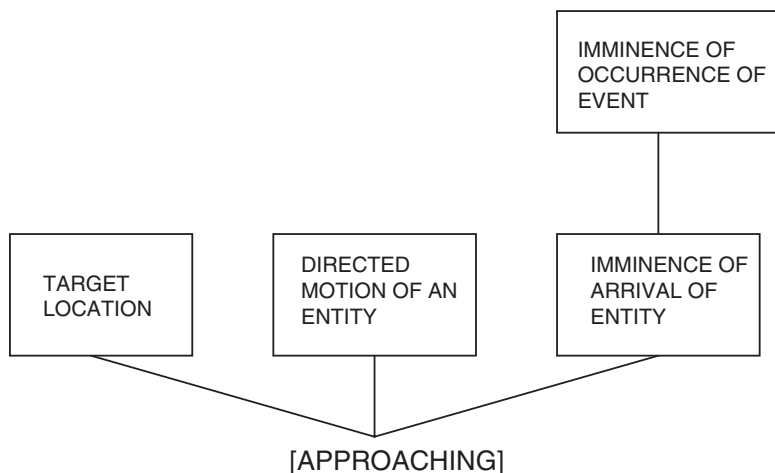 IMMINENCE OF
OCCURRENCE OF
EVENT
TARGET
LOCATION
DIRECTED
MOTION OF AN
ENTITY
IMMINENCE OF
ARRIVAL OF
ENTITY
[APPROACHING]